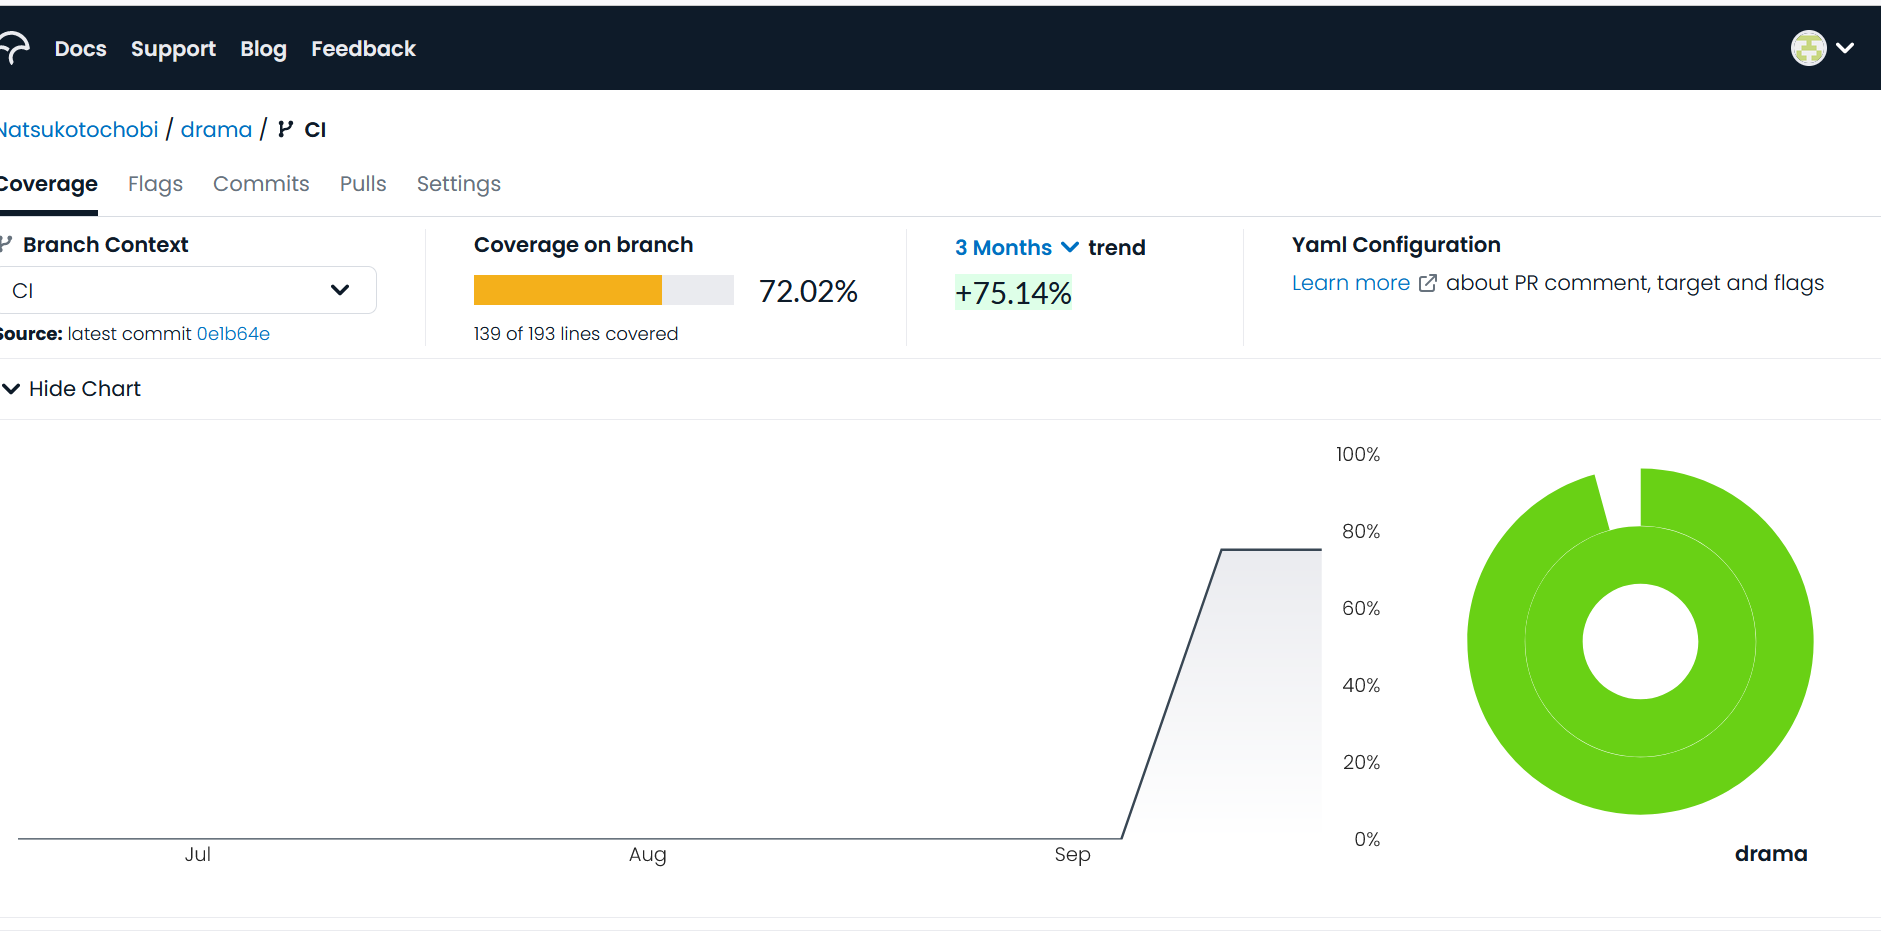 Docs Support Blog Feedback
Natsukotochobi / drama / CI
Coverage Flags Commits Pulls Settings
Branch Context
CI
Source: latest commit 0e1b64e
Coverage on branch
72.02%
139 of 193 lines covered
3 Months trend
+75.14%
Yaml Configuration
Learn more about PR comment, target and flags
Hide Chart
100%
80%
60%
40%
20%
0%
Jul Aug Sep
drama